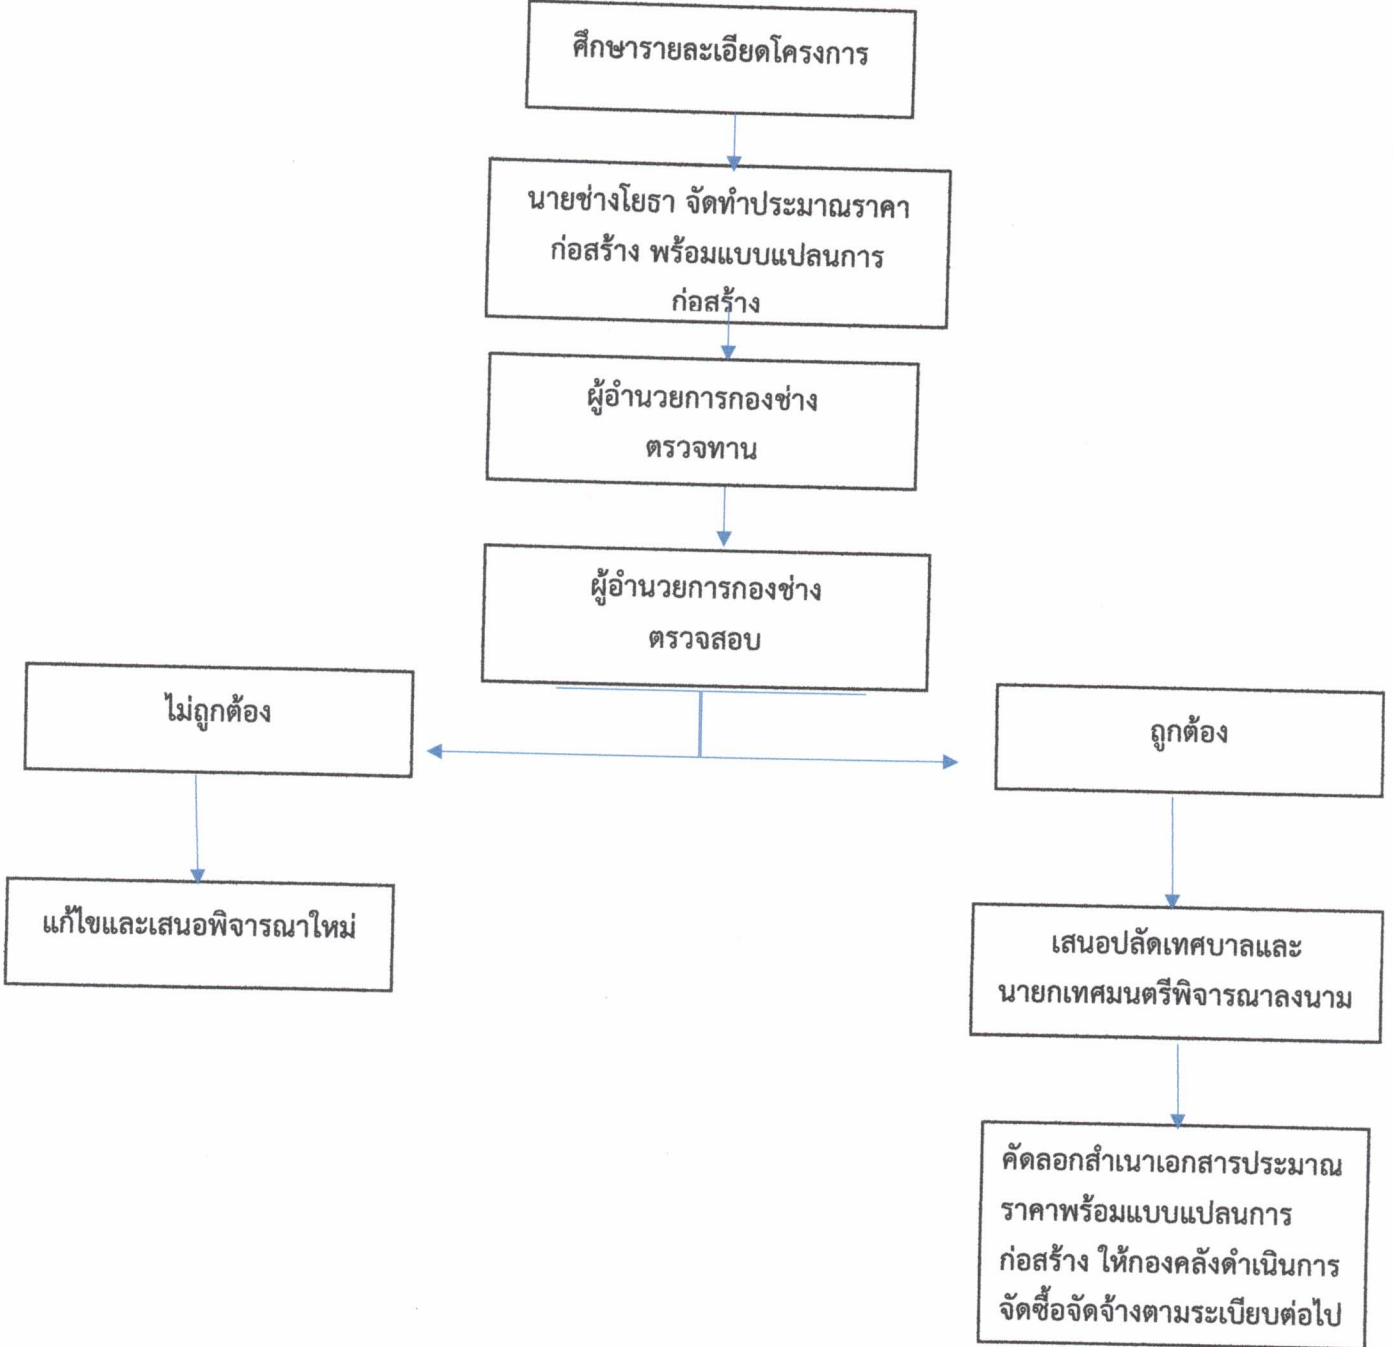 ศึกษารายละเอียดโครงการ
นายช่างโยธา จัดทำประมาณราคา
ก่อสร้าง พร้อมแบบแปลนการ
ก่อสร้าง
ผู้อำนวยการกองช่าง
ตรวจทาน
ผู้อำนวยการกองช่าง
ตรวจสอบ
ไม่ถูกต้อง
ถูกต้อง
แก้ไขและเสนอพิจารณาใหม่
เสนอปลัดเทศบาลและ
นายกเทศมนตรีพิจารณาลงนาม
คัดลอกสำเนาเอกสารประมาณ
ราคาพร้อมแบบแปลนการ
ก่อสร้าง ให้กองคลังดำเนินการ
จัดซื้อจัดจ้างตามระเบียบต่อไป